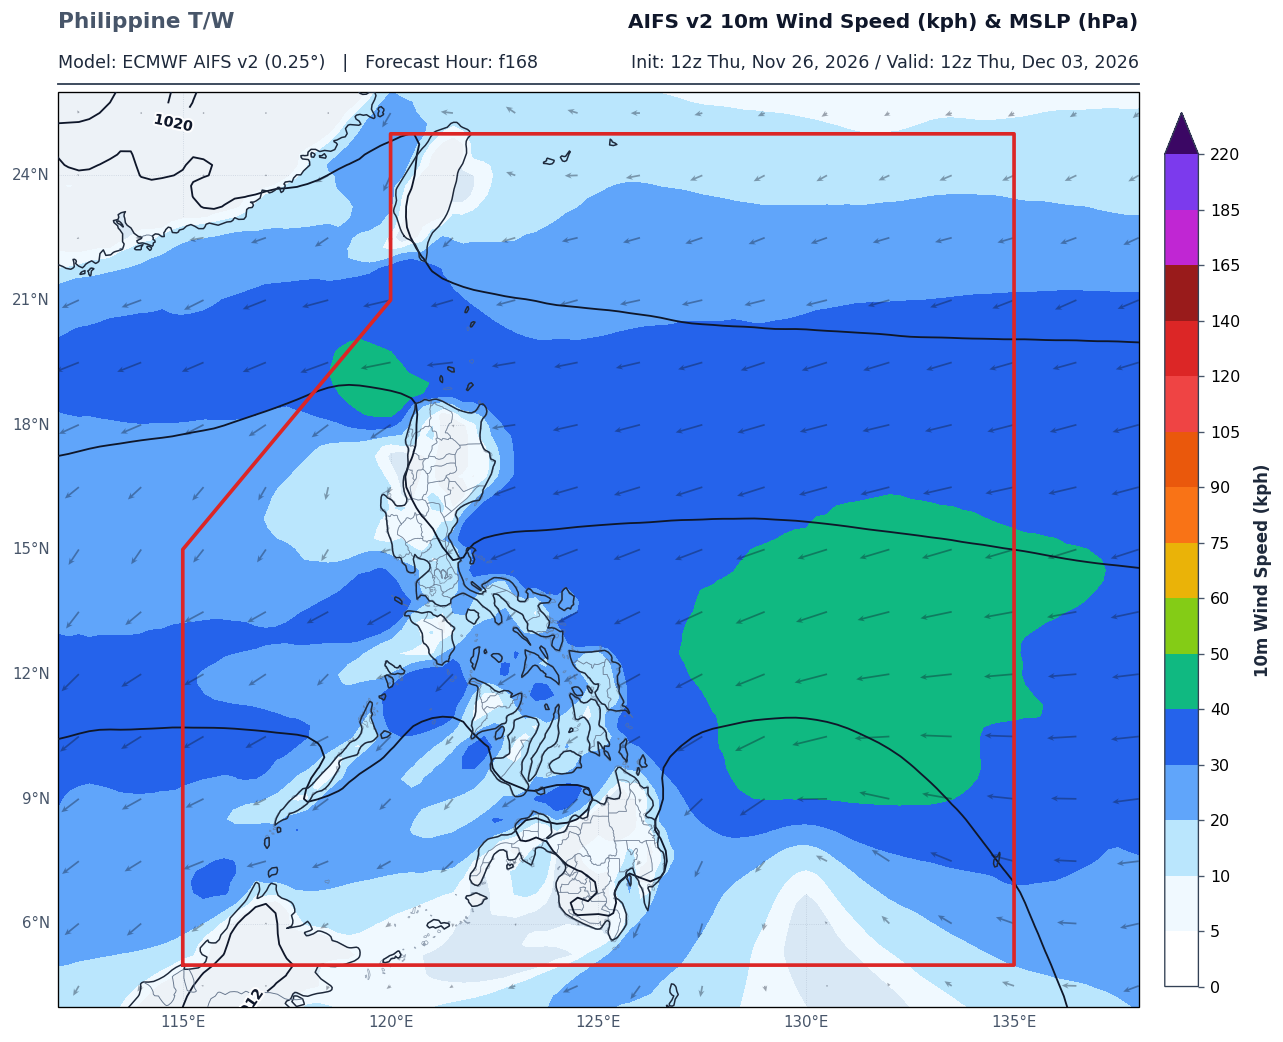 Philippine T/W
AIFS v2 10m Wind Speed (kph) & MSLP (hPa)
Model: ECMWF AIFS v2 (0.25°) | Forecast Hour: f168
Init: 12z Thu, Nov 26, 2026 / Valid: 12z Thu, Dec 03, 2026
1020
24°N
21°N
18°N
15°N
12°N
9°N
6°N
115°E
120°E
125°E
130°E
135°E
220
185
165
140
120
105
90
75
60
50
40
30
20
10
5
0
10m Wind Speed (kph)